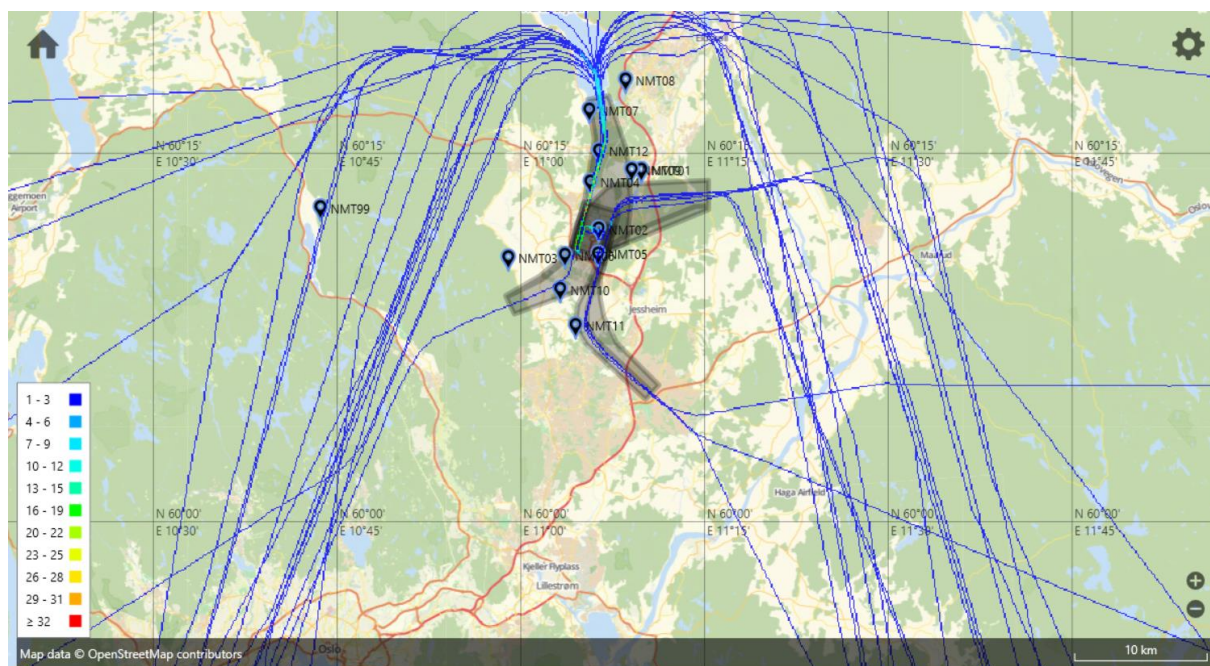 NMT08
NMT07
N 60°15'
E 10°30'
N 60°15'
E 10°45'
N 60°15'
E 11°00'
NMT12
N 60°15'
E 11°15'
N 60°15'
E 11°30'
N 60°15'
E 11°45'
NMT04
ggemoen
Airport
NMT99
NMT02
NMT03
NMT05
NMT10
Jessheim
NMT11
1 - 3
4 - 6
7 - 9
10 - 12
13 - 15
16 - 19
20 - 22
23 - 25
26 - 28
29 - 31
≥ 32
Haga Airfield
N 60°00'
E 10°30'
N 60°00'
E 10°45'
N 60°00'
E 11°00'
N 60°00'
E 11°15'
N 60°00'
E 11°30'
N 60°00'
E 11°45'
Kjeller Flyplass
Lillestrøm
Oslo
Map data © OpenStreetMap contributors
10 km